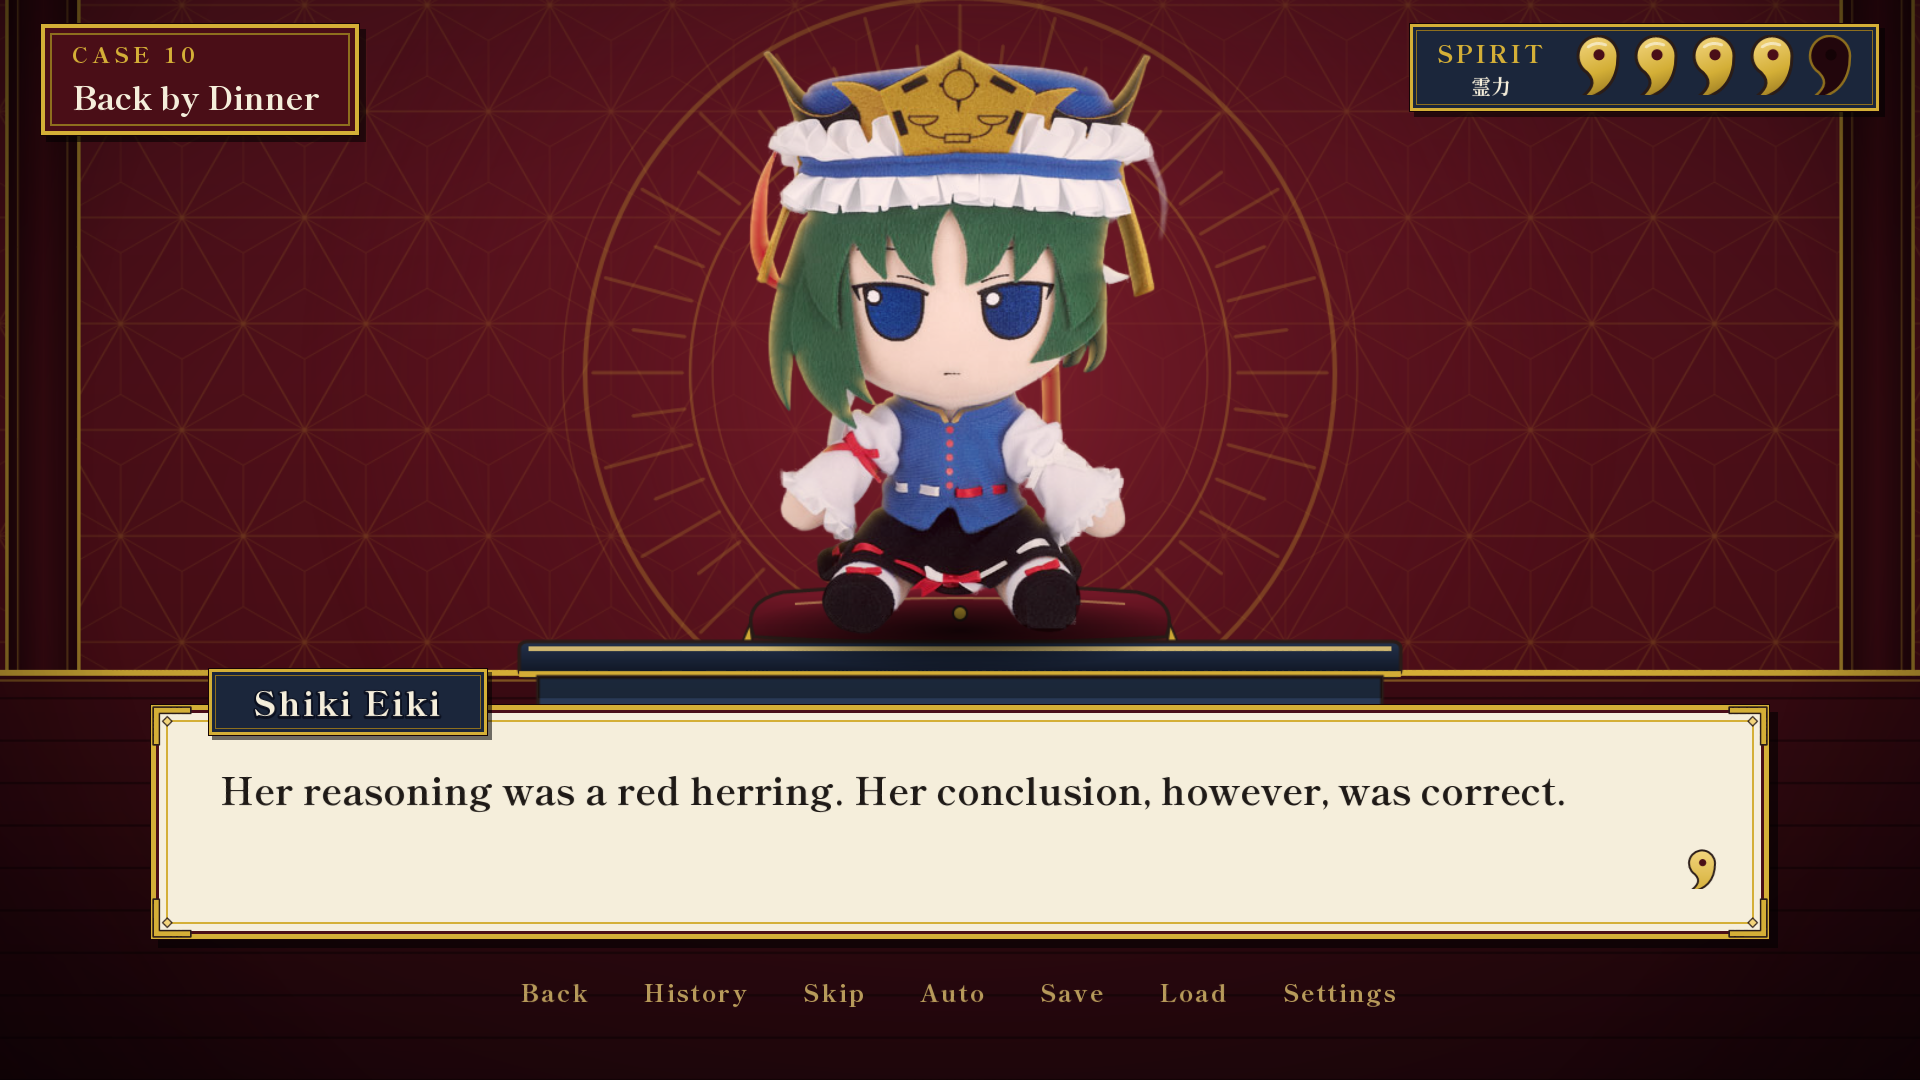 CASE 10
Back by Dinner
SPIRIT
霊力
Shiki Eiki
Her reasoning was a red herring. Her conclusion, however, was correct.
Back History Skip Auto Save Load Settings